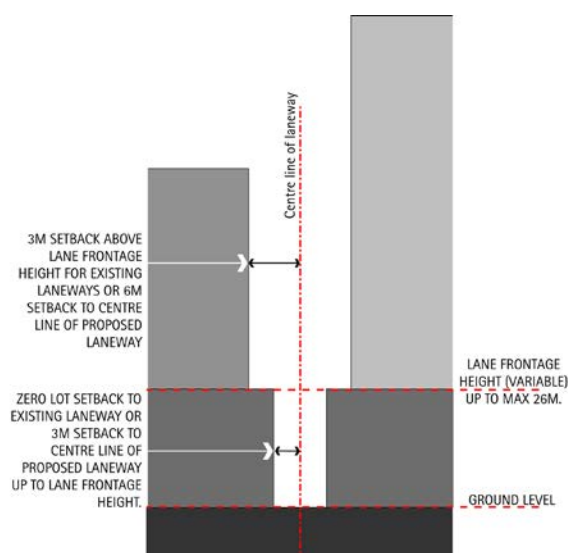 Centre line of laneway
3M SETBACK ABOVE
LANE FRONTAGE
HEIGHT FOR EXISTING
LANEWAYS OR 6M
SETBACK TO CENTRE
LINE OF PROPOSED
LANEWAY
LANE FRONTAGE
HEIGHT (VARIABLE)
UP TO MAX 26M.
ZERO LOT SETBACK TO
EXISTING LANEWAY OR
3M SETBACK TO
CENTRE LINE OF
PROPOSED LANEWAY
UP TO LANE FRONTAGE
HEIGHT.
GROUND LEVEL